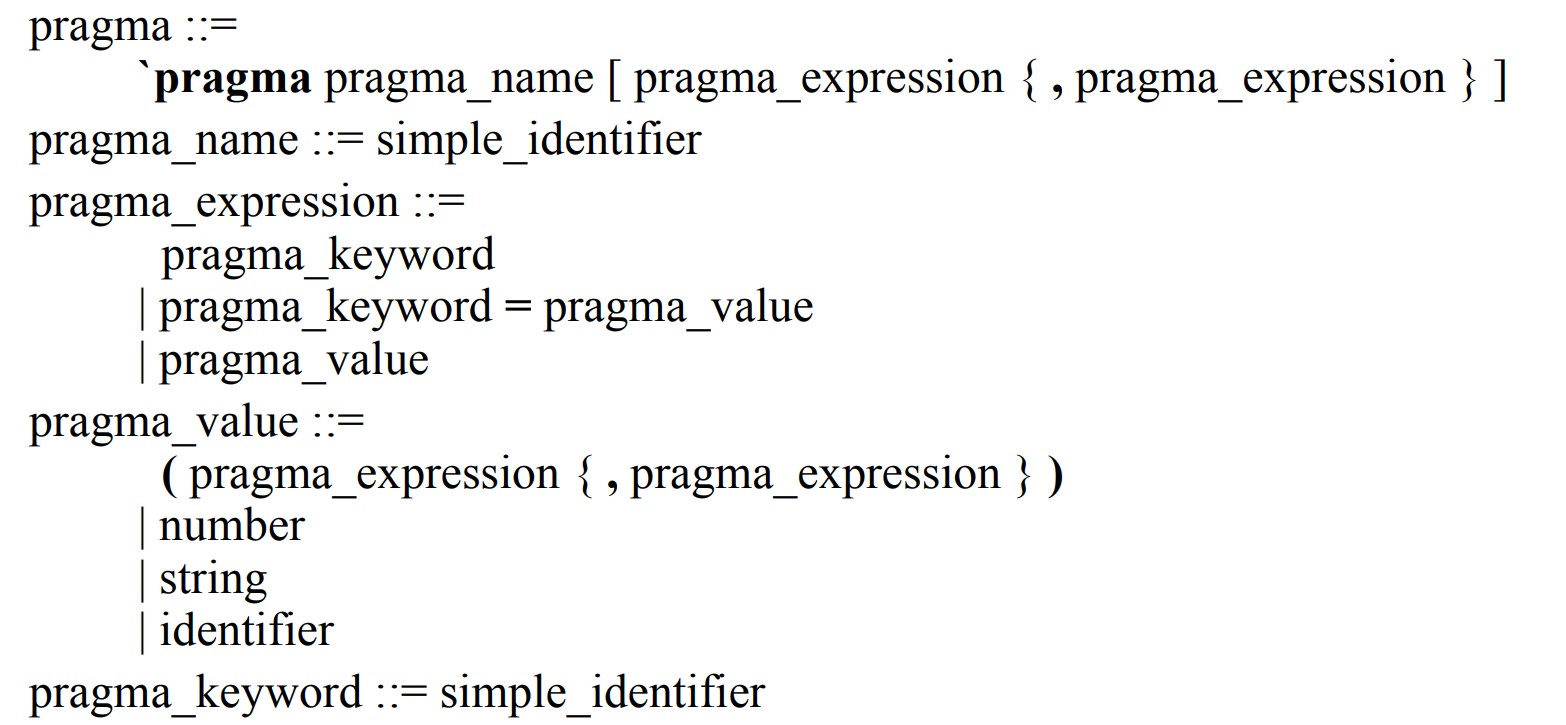 pragma ::=
`pragma pragma_name [ pragma_expression { , pragma_expression } ]
pragma_name ::= simple_identifier
pragma_expression ::=
pragma_keyword
| pragma_keyword = pragma_value
| pragma_value
pragma_value ::=
( pragma_expression { , pragma_expression } )
| number
| string
| identifier
pragma_keyword ::= simple_identifier